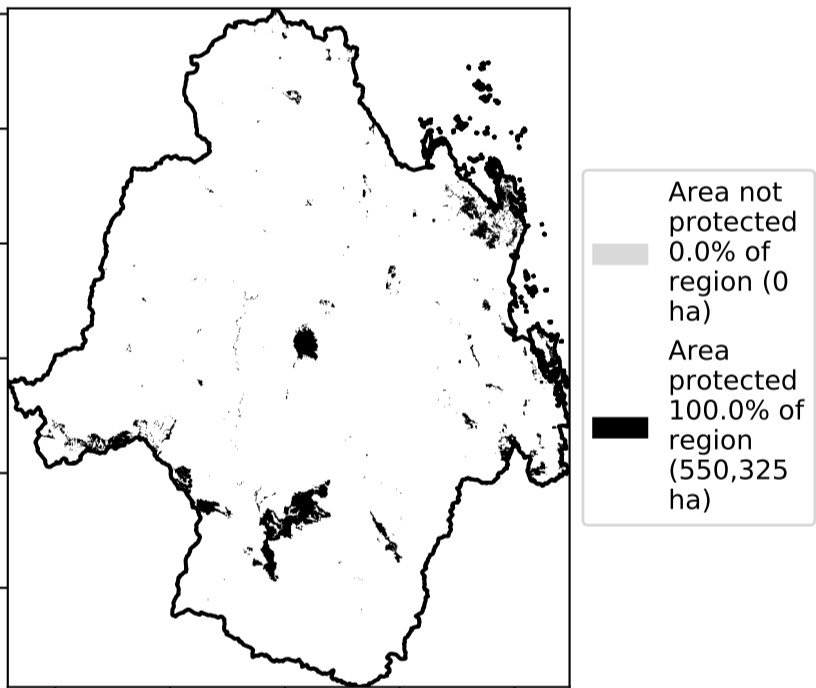 Area not
protected
0.0% of
region (0
ha)
Area
protected
100.0% of
region
(550,325
ha)